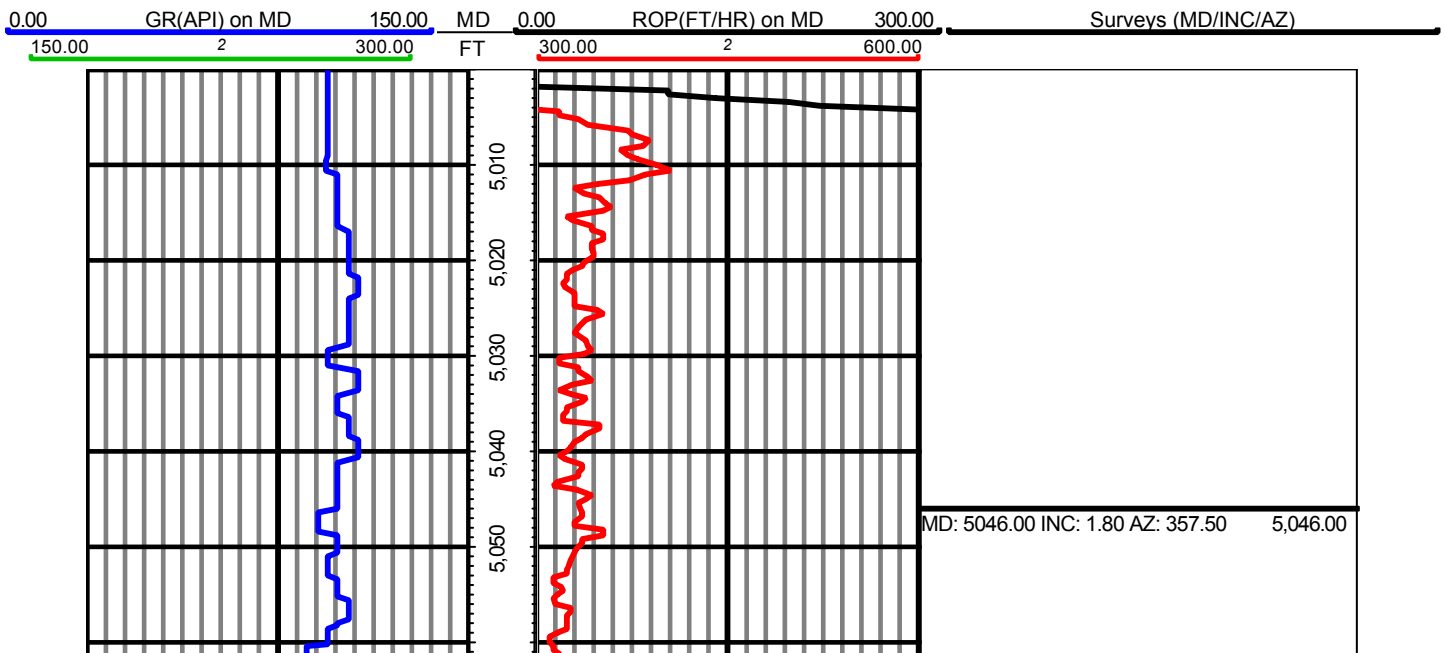 0.00 GR(API) on MD 150.00 MD 0.00 ROP(FT/HR) on MD 300.00 Surveys (MD/INC/AZ)
150.00 2 300.00 FT 300.00 2 600.00
5,010
5,020
5,030
5,040
MD: 5046.00 INC: 1.80 AZ: 357.50 5,046.00
5,050